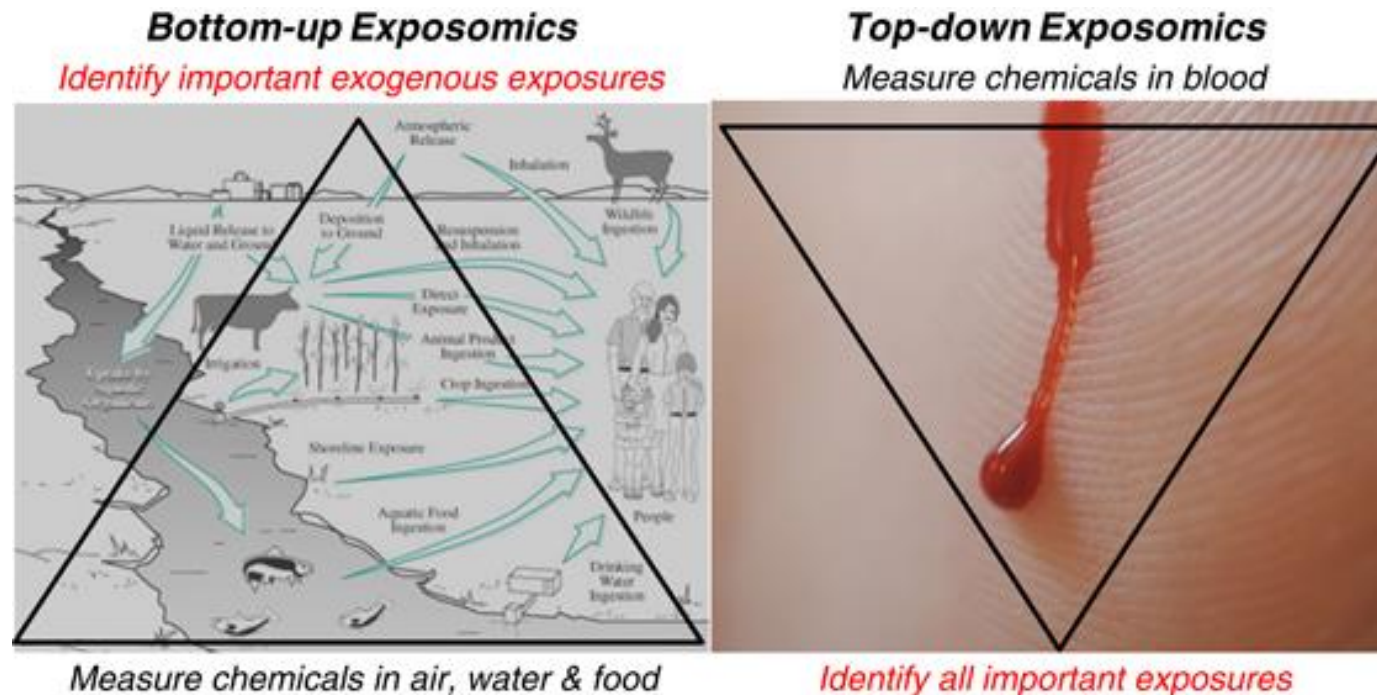 Bottom-up Exposomics
Identify important exogenous exposures
Atmospheric
Release
Inhalation
Wildlife
Ingestion
Liquid Release to
Water and Ground
Deposition
to Ground
Resuspension
and Inhalation
Direct
Exposure
Animal Product
Ingestion
Irrigation
Crop Ingestion
Shoreline Exposure
Aquatic Food
Ingestion
People
Drinking
Water
Ingestion
Measure chemicals in air, water & food
Top-down Exposomics
Measure chemicals in blood
Identify all important exposures